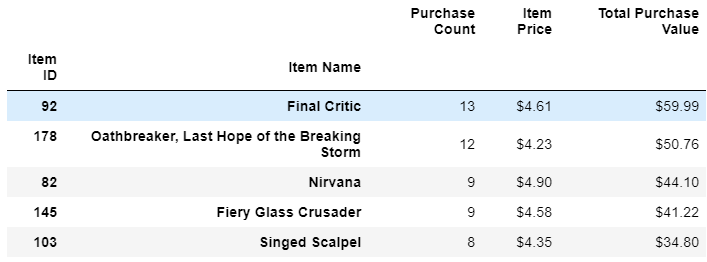 Purchase Count Item Price Total Purchase Value
Item ID Item Name
92 Final Critic 13 $4.61 $59.99
178 Oathbreaker, Last Hope of the Breaking Storm 12 $4.23 $50.76
82 Nirvana 9 $4.90 $44.10
145 Fiery Glass Crusader 9 $4.58 $41.22
103 Singed Scalpel 8 $4.35 $34.80